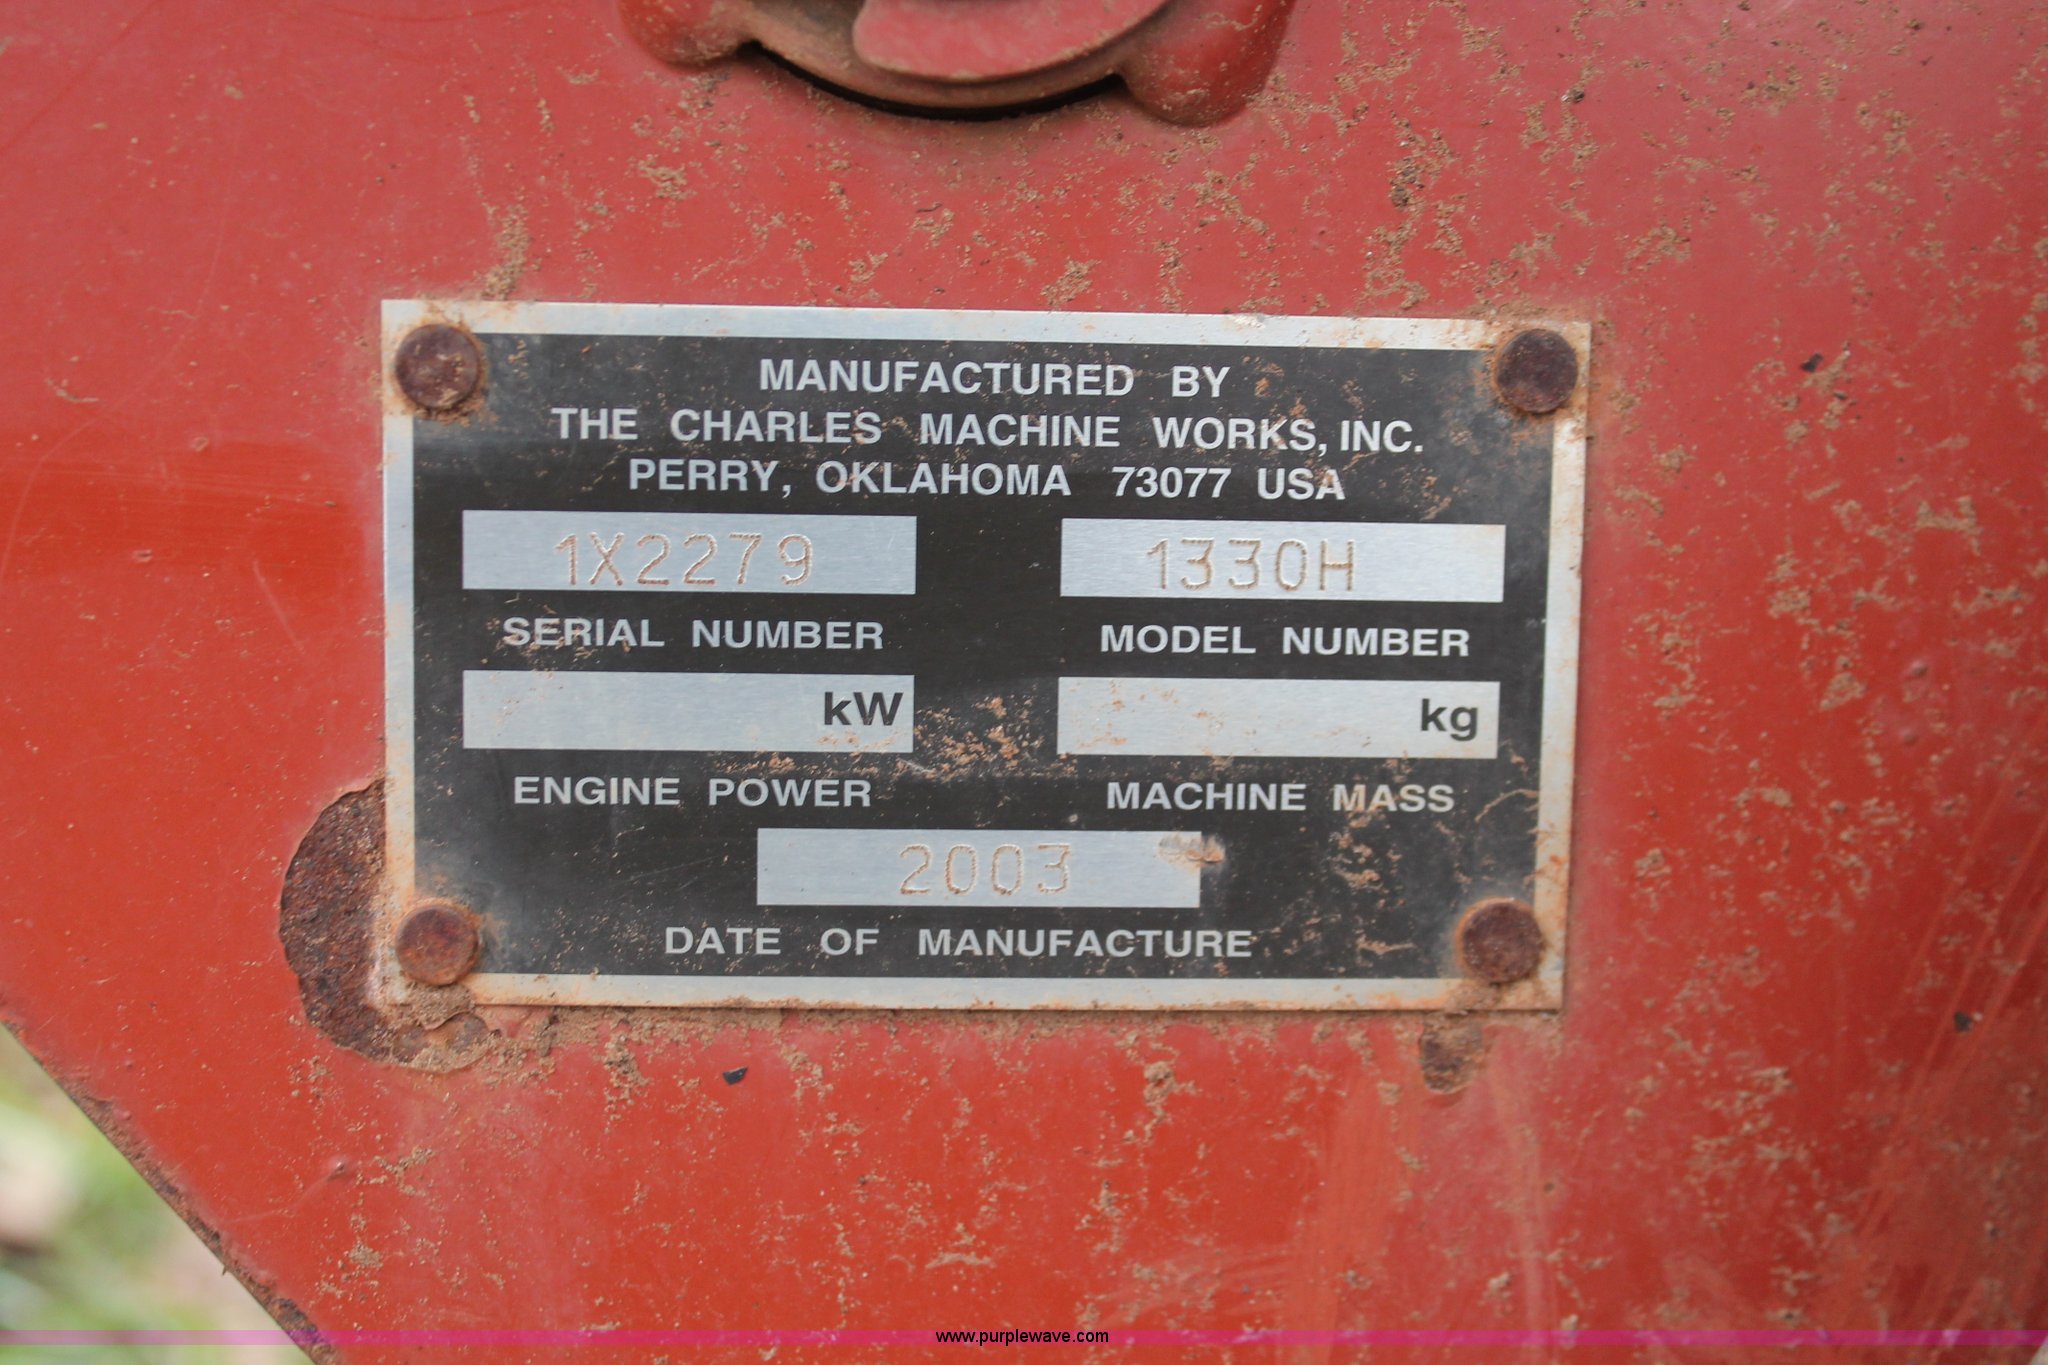 MANUFACTURED BY
THE CHARLES MACHINE WORKS, INC.
PERRY, OKLAHOMA 73077 USA
1X2279 1330H
SERIAL NUMBER MODEL NUMBER
kW kg
ENGINE POWER MACHINE MASS
2003
DATE OF MANUFACTURE
www.purplewave.com